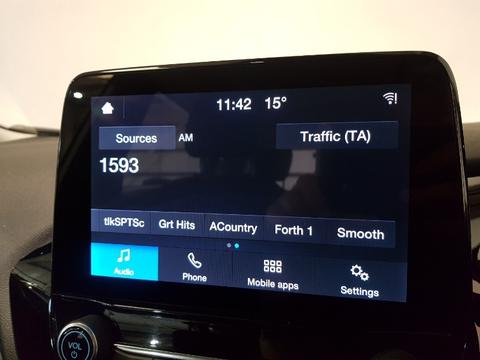 11:42 15°
Sources AM Traffic (TA)
1593
tlkSPTSc Grt Hits ACountry Forth 1 Smooth
Audio Phone Mobile apps Settings
VOL